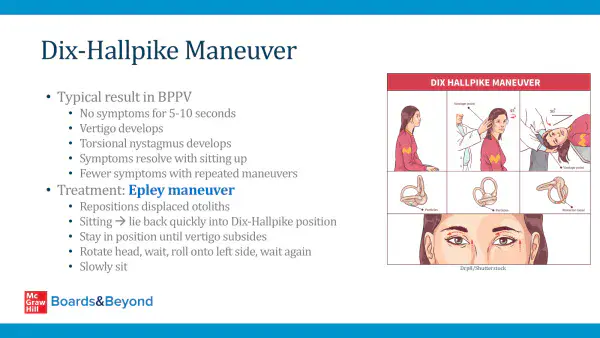 Dix-Hallpike Maneuver
• Typical result in BPPV
• No symptoms for 5-10 seconds
• Vertigo develops
• Torsional nystagmus develops
• Symptoms resolve with sitting up
• Fewer symptoms with repeated maneuvers
• Treatment: Epley maneuver
• Repositions displaced otoliths
• Sitting → lie back quickly into Dix-Hallpike position
• Stay in position until vertigo subsides
• Rotate head, wait, roll onto left side, wait again
• Slowly sit
DIX HALLPIKE MANEUVER
45°
Drp8/Shutterstock
Mc
Graw
Hill
Boards&Beyond